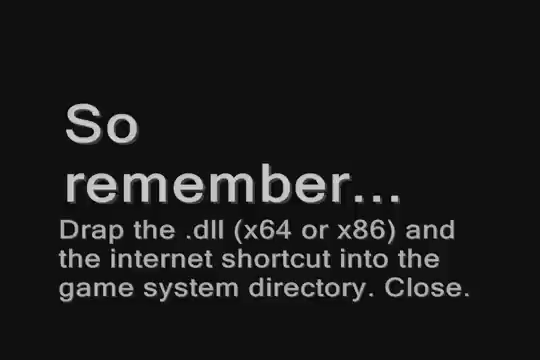 So
remember...
Drap the .dll (x64 or x86) and
the internet shortcut into the
game system directory. Close.